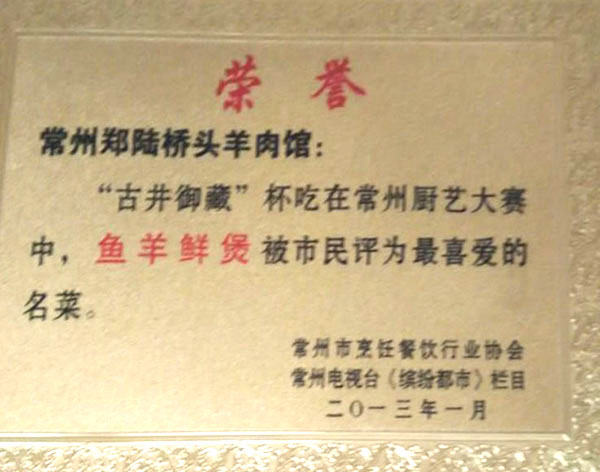 荣誉
常州郑陆桥头羊肉馆：
“古井御藏”杯吃在常州厨艺大赛
中，鱼羊鲜煲被市民评为最喜爱的
名菜。
常州市烹饪餐饮行业协会
常州电视台《缤纷都市》栏目
二〇一三年一月